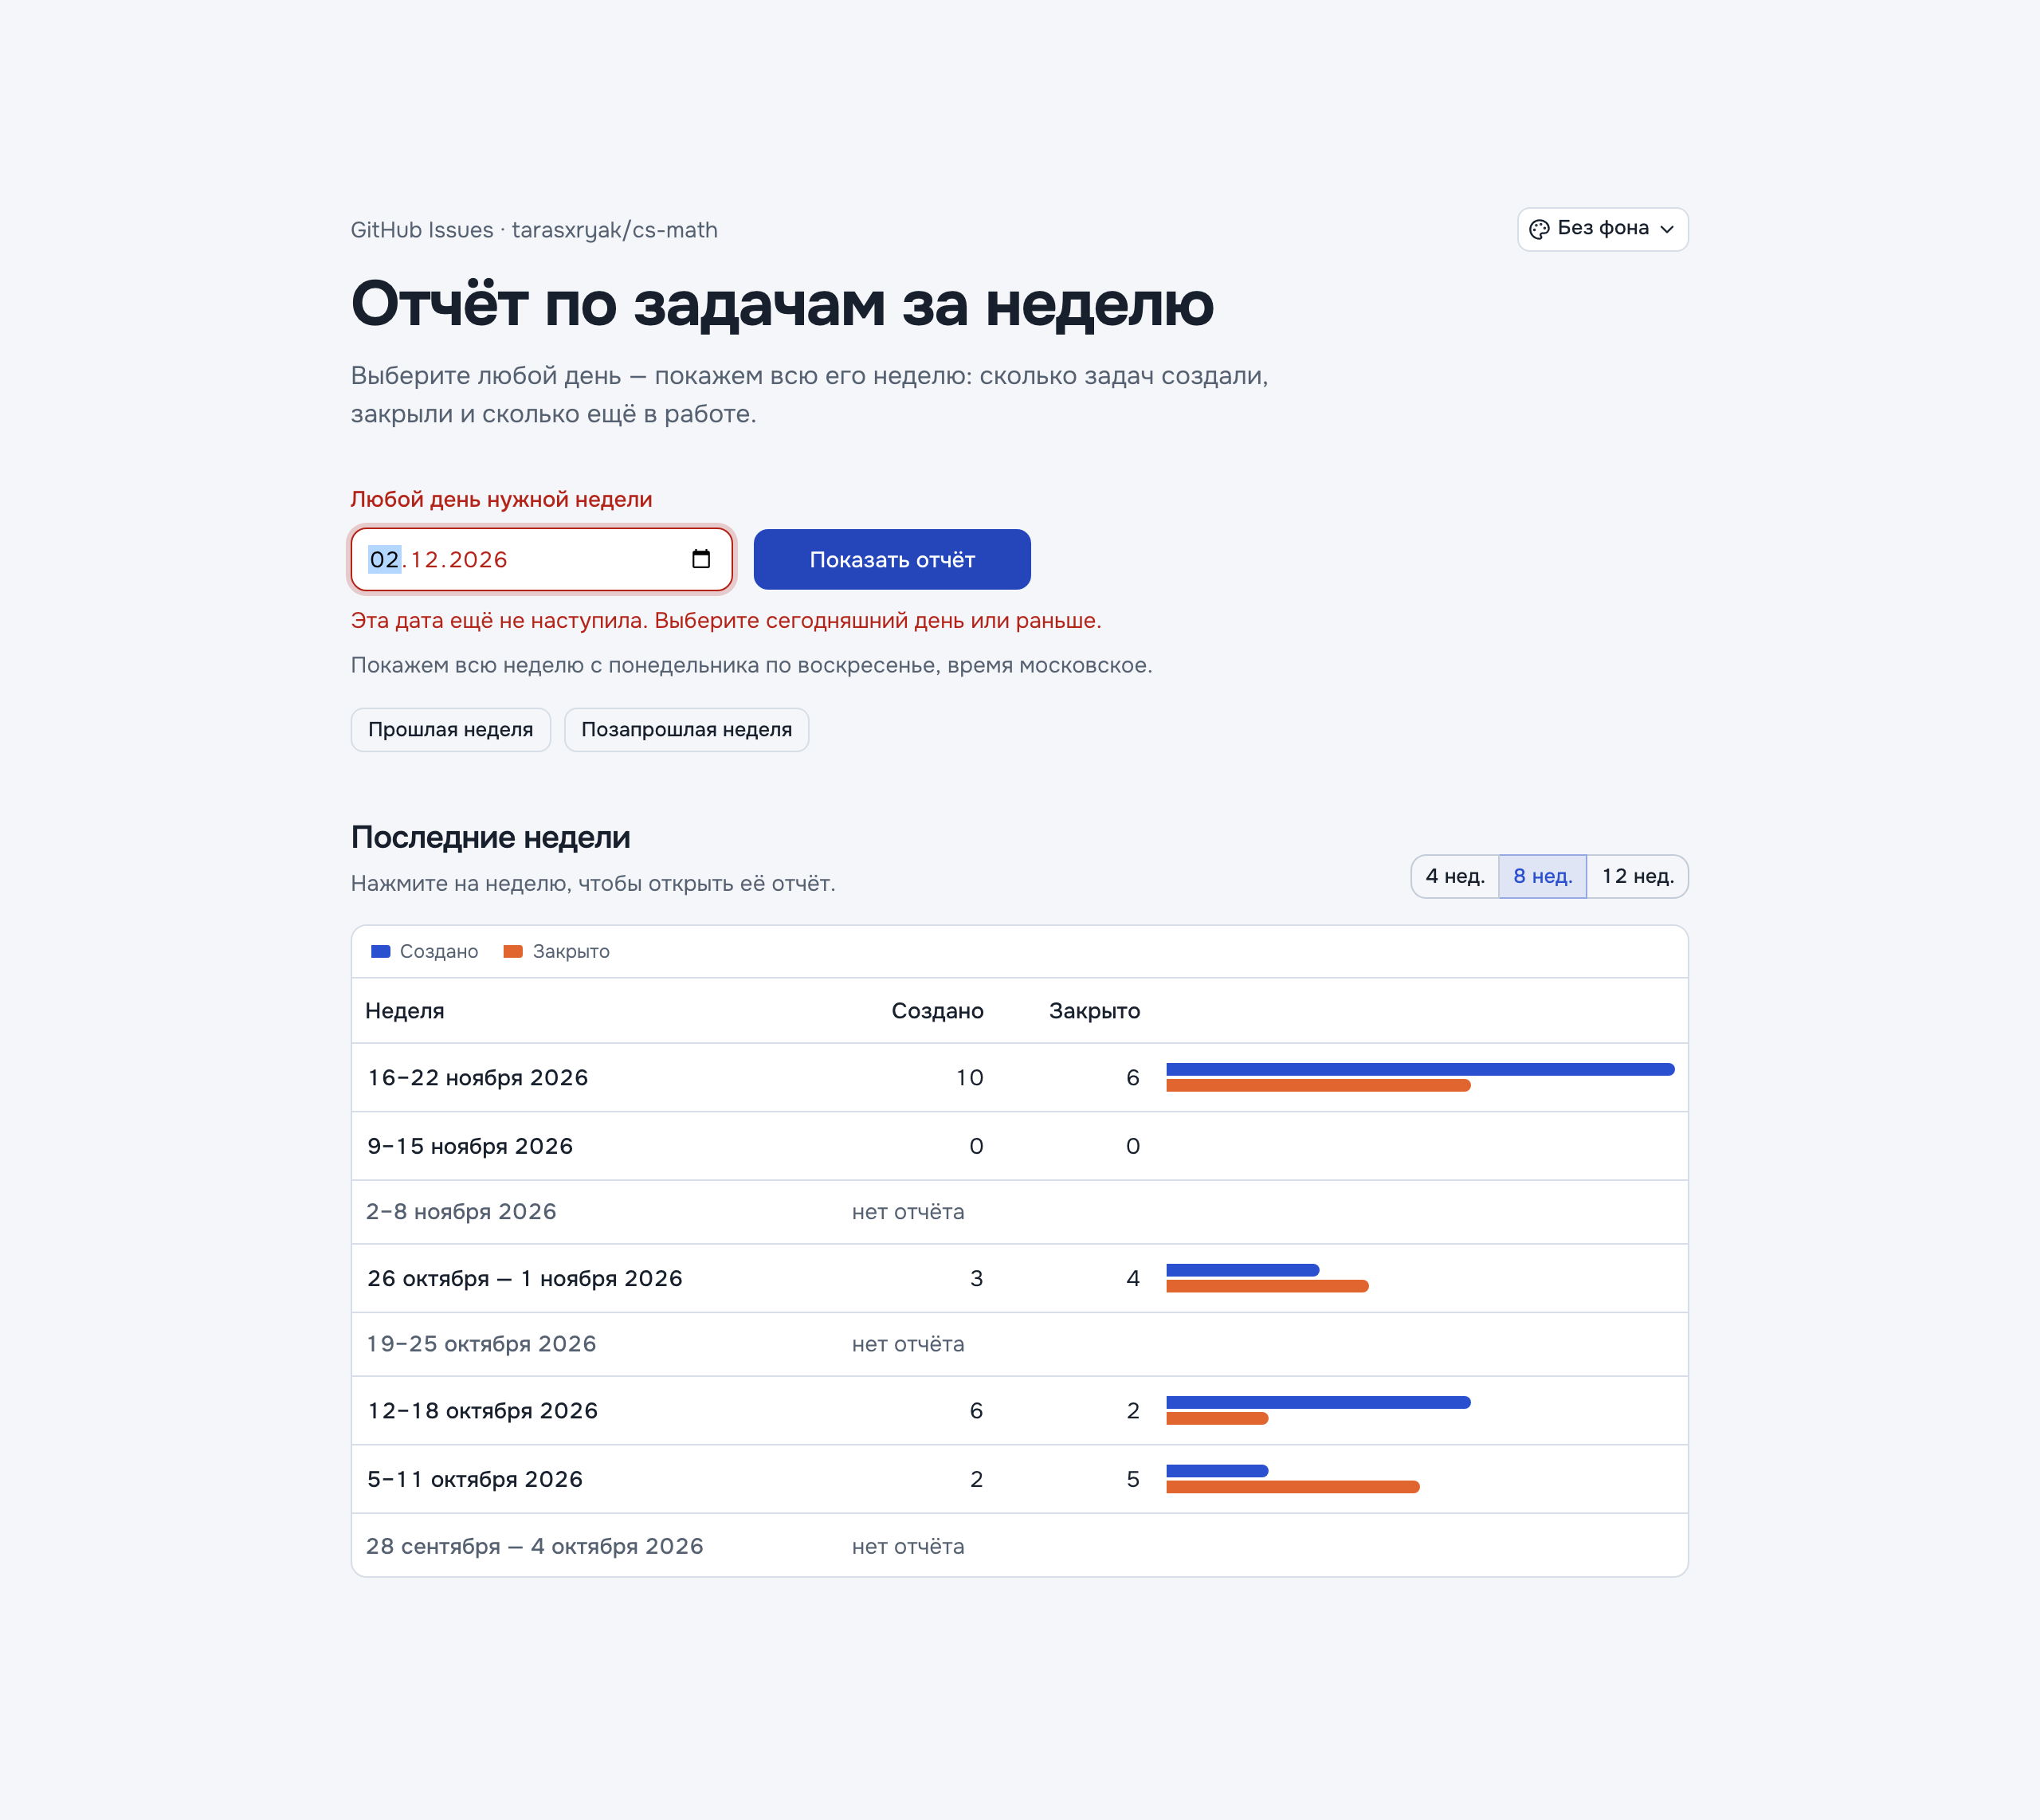 GitHub Issues · tarasxryak/cs-math
Без фона
Отчёт по задачам за неделю
Выберите любой день — покажем всю его неделю: сколько задач создали,
закрыли и сколько ещё в работе.
Любой день нужной недели
02.12.2026
Показать отчёт
Эта дата ещё не наступила. Выберите сегодняшний день или раньше.
Покажем всю неделю с понедельника по воскресенье, время московское.
Прошлая неделя
Позапрошлая неделя
Последние недели
Нажмите на неделю, чтобы открыть её отчёт.
4 нед. 8 нед. 12 нед.
Создано Закрыто
Неделя Создано Закрыто
16–22 ноября 2026 10 6
9–15 ноября 2026 0 0
2–8 ноября 2026 нет отчёта
26 октября — 1 ноября 2026 3 4
19–25 октября 2026 нет отчёта
12–18 октября 2026 6 2
5–11 октября 2026 2 5
28 сентября — 4 октября 2026 нет отчёта